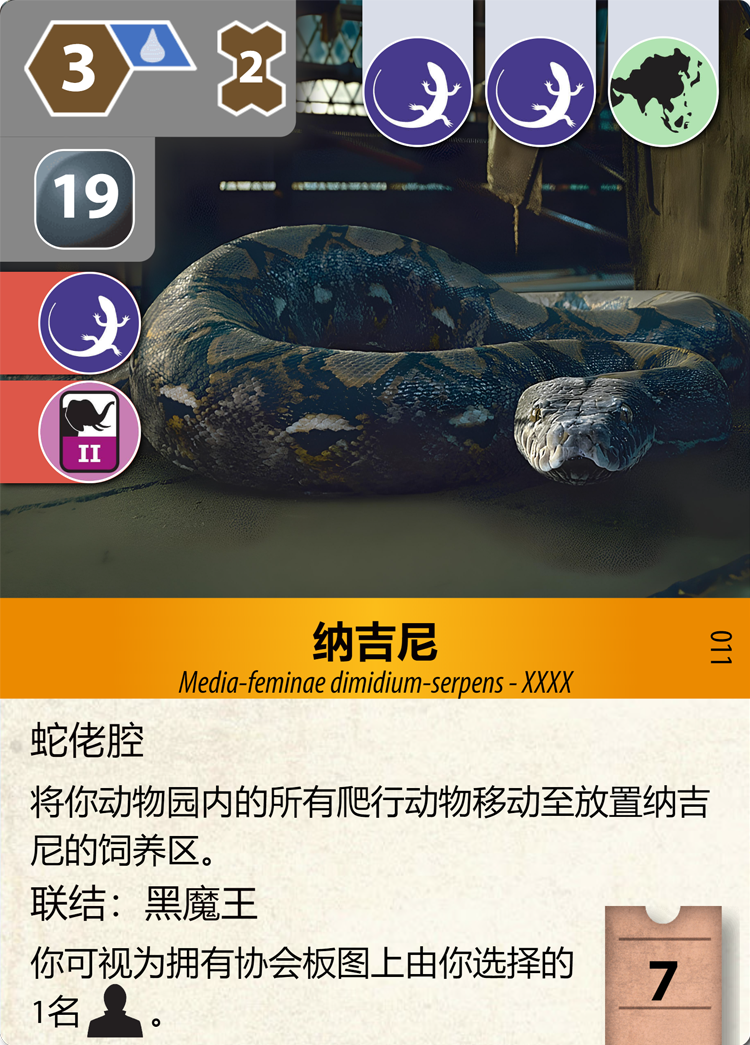 3
2
19
II
纳吉尼
Media-feminae dimidium-serpens - XXXX
011
蛇佬腔
将你动物园内的所有爬行动物移动至放置纳吉
尼的饲养区。
联结：黑魔王
你可视为拥有协会板图上由你选择的
1名 。
7